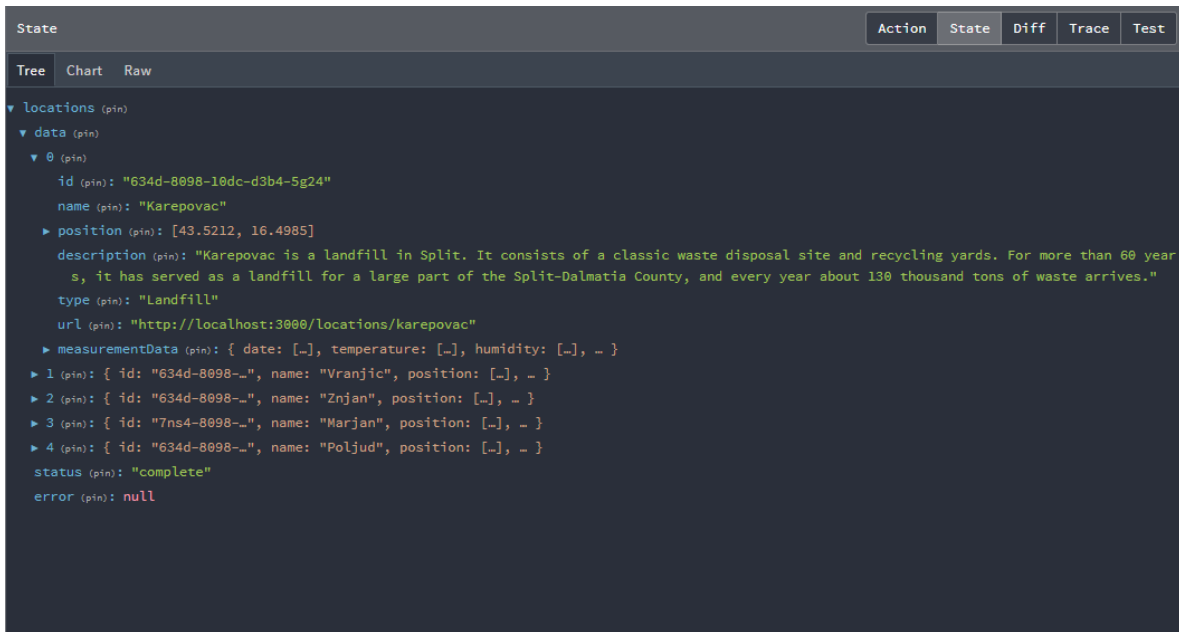 State Action State Diff Trace Test
Tree Chart Raw
▼ locations (pin)
▼ data (pin)
▼ 0 (pin)
id (pin): "634d-8098-10dc-d3b4-5g24"
name (pin): "Karepovac"
▶ position (pin): [43.5212, 16.4985]
description (pin): "Karepovac is a landfill in Split. It consists of a classic waste disposal site and recycling yards. For more than 60 year
s, it has served as a landfill for a large part of the Split-Dalmatia County, and every year about 130 thousand tons of waste arrives."
type (pin): "Landfill"
url (pin): "http://localhost:3000/locations/karepovac"
▶ measurementData (pin): { date: […], temperature: […], humidity: […], … }
▶ 1 (pin): { id: "634d-8098-…", name: "Vranjic", position: […], … }
▶ 2 (pin): { id: "634d-8098-…", name: "Znjan", position: […], … }
▶ 3 (pin): { id: "7ns4-8098-…", name: "Marjan", position: […], … }
▶ 4 (pin): { id: "634d-8098-…", name: "Poljud", position: […], … }
status (pin): "complete"
error (pin): null